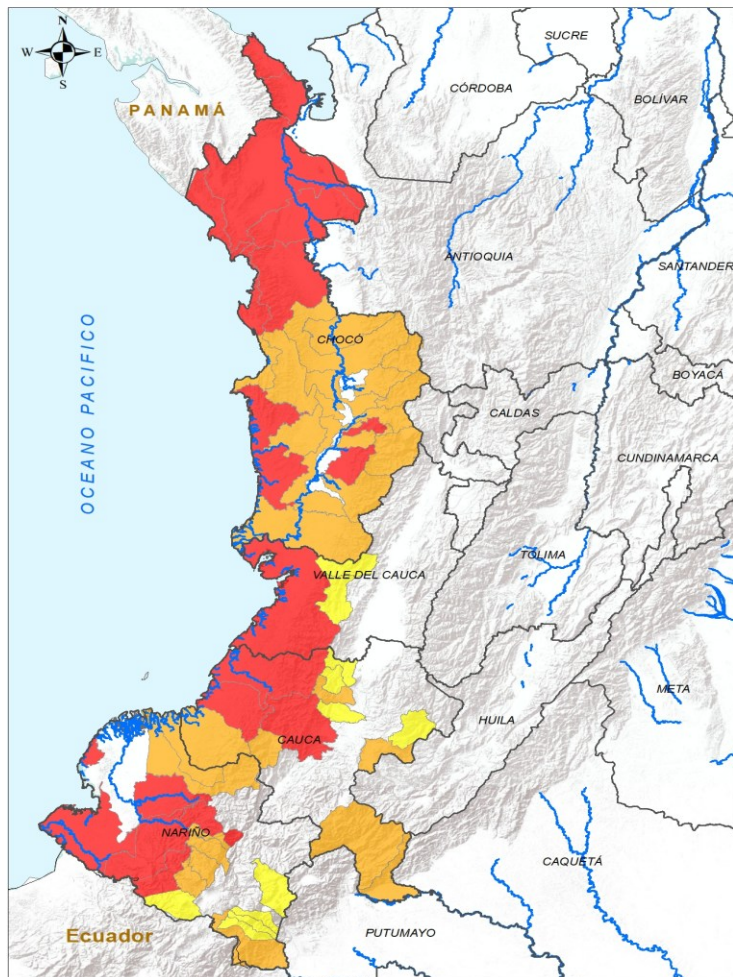 SUCRE
N
W E
S
CÓRDOBA
BOLÍVAR
PANAMÁ
ANTIOQUIA
SANTANDER
OCEANO PACIFICO
CHOCÓ
BOYACÁ
CALDAS
CUNDINAMARCA
TOLIMA
VALLE DEL CAUCA
META
HUILA
CAUCA
NARIÑO
CAQUETÁ
Ecuador
PUTUMAYO